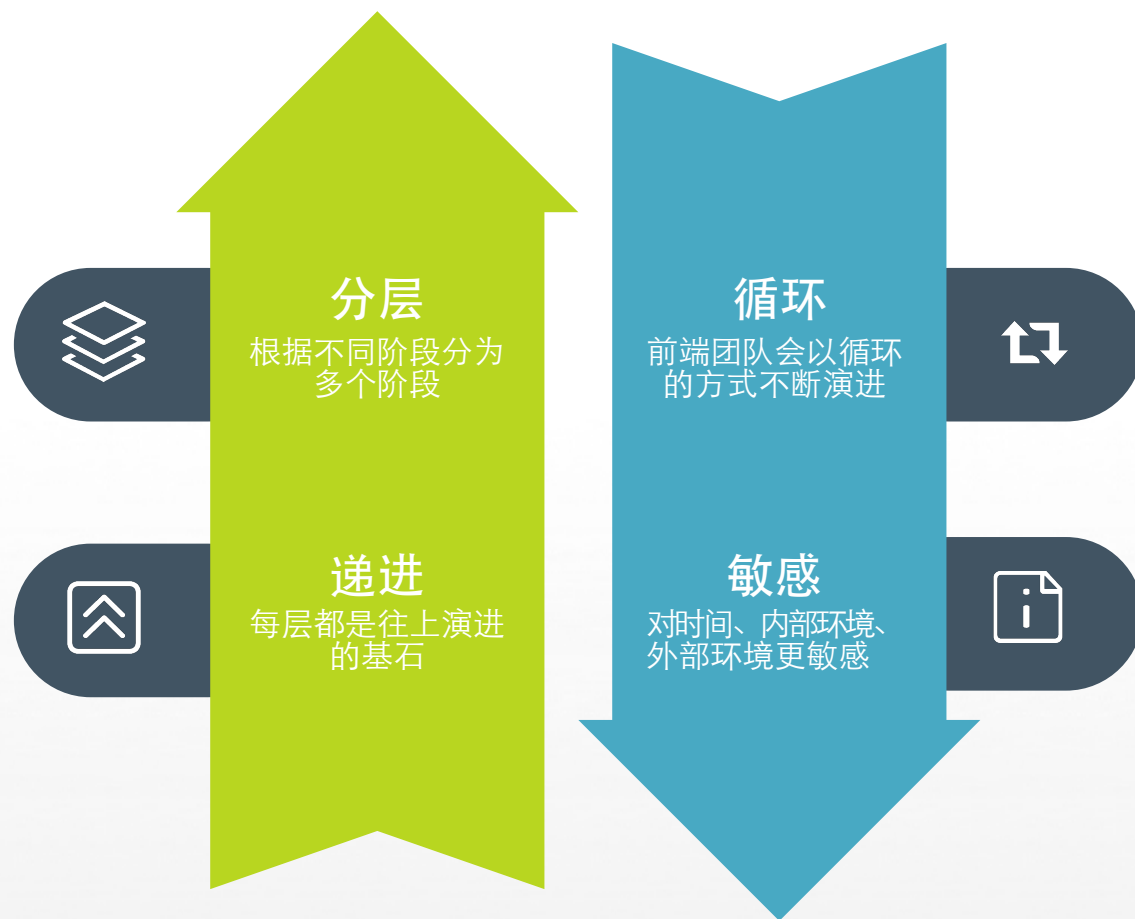 分层
根据不同阶段分为
多个阶段
循环
前端团队会以循环
的方式不断演进
递进
每层都是往上演进
的基石
敏感
对时间、内部环境、
外部环境更敏感